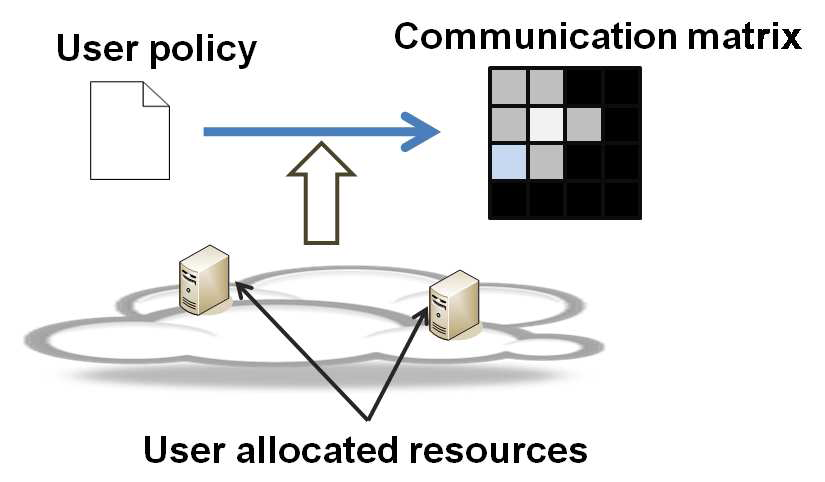 User policy
Communication matrix
User allocated resources